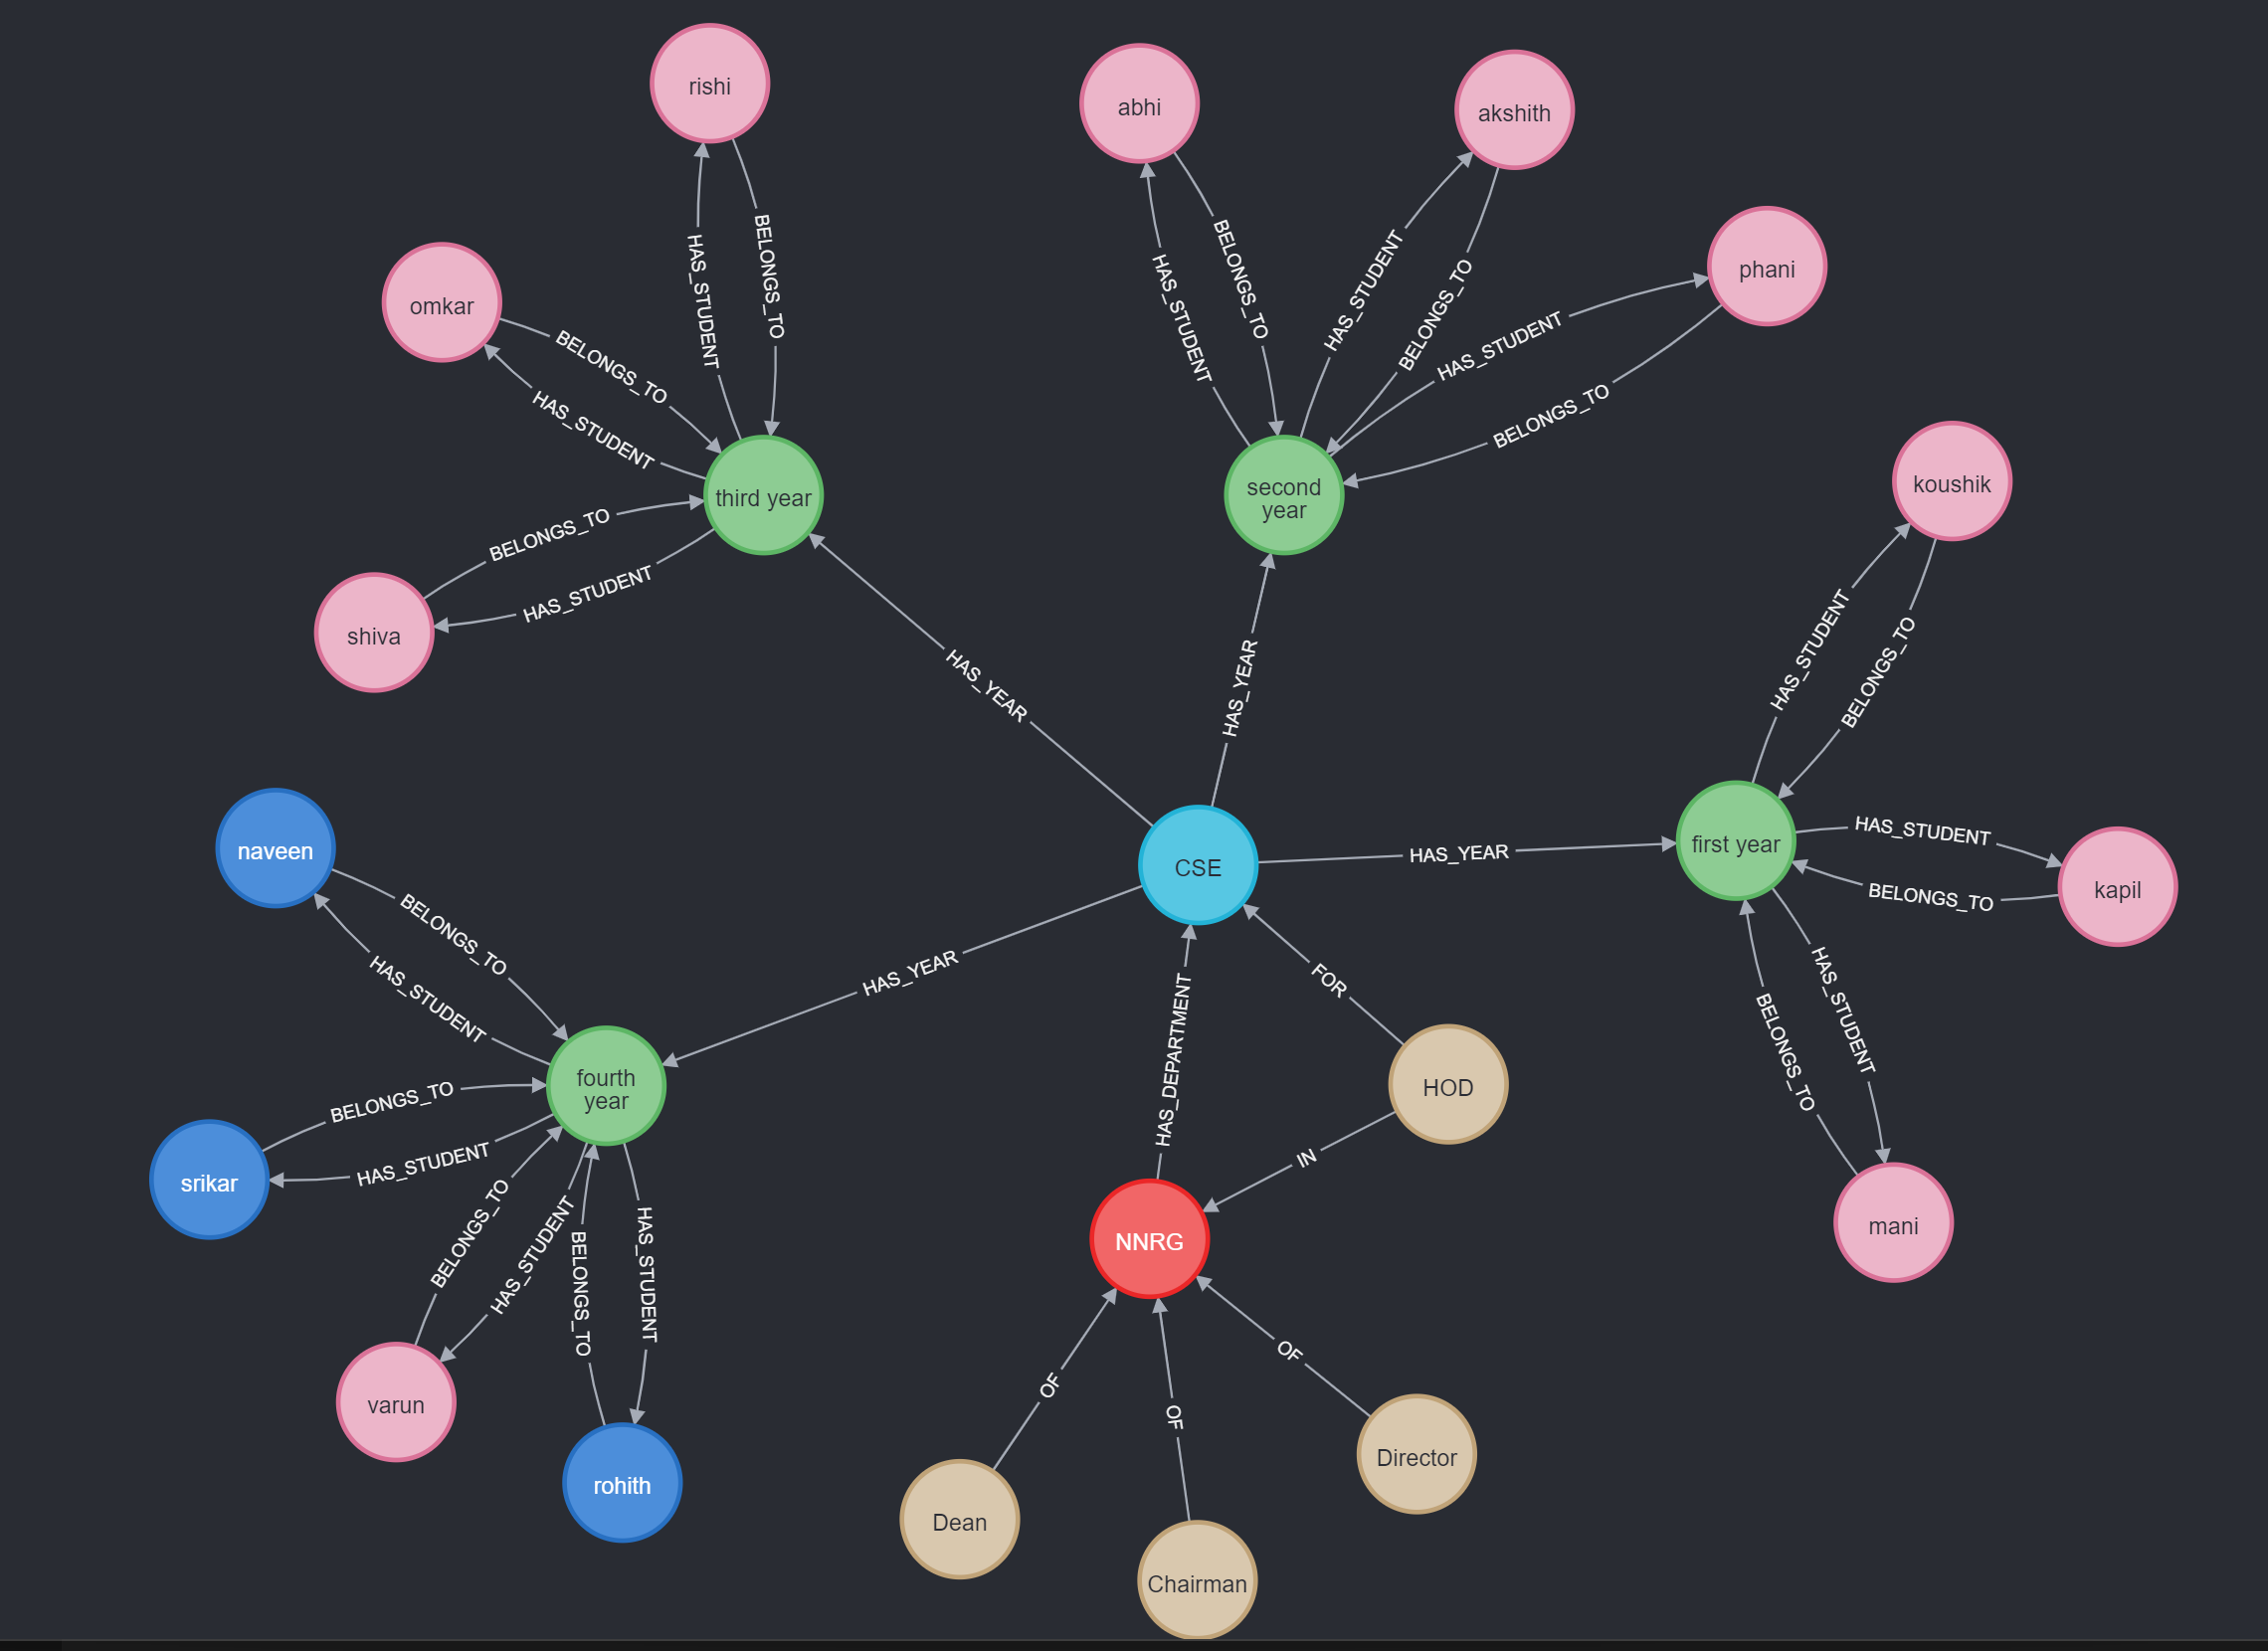 rishi
abhi
akshith
phani
omkar
HAS_STUDENT
BELONGS_TO
HAS_STUDENT
BELONGS_TO
HAS_STUDENT
BELONGS_TO
HAS_STUDENT
BELONGS_TO
BELONGS_TO
HAS_STUDENT
third year
second
year
koushik
BELONGS_TO
HAS_STUDENT
shiva
HAS_YEAR
HAS_YEAR
HAS_STUDENT
BELONGS_TO
naveen
CSE
HAS_YEAR
first year
HAS_STUDENT
BELONGS_TO
kapil
BELONGS_TO
HAS_STUDENT
HAS_YEAR
FOR
HAS_STUDENT
BELONGS_TO
HAS_DEPARTMENT
fourth
year
HOD
BELONGS_TO
HAS_STUDENT
srikar
IN
NNRG
mani
BELONGS_TO
HAS_STUDENT
BELONGS_TO
HAS_STUDENT
varun
rohith
OF
OF
OF
Dean
Director
Chairman